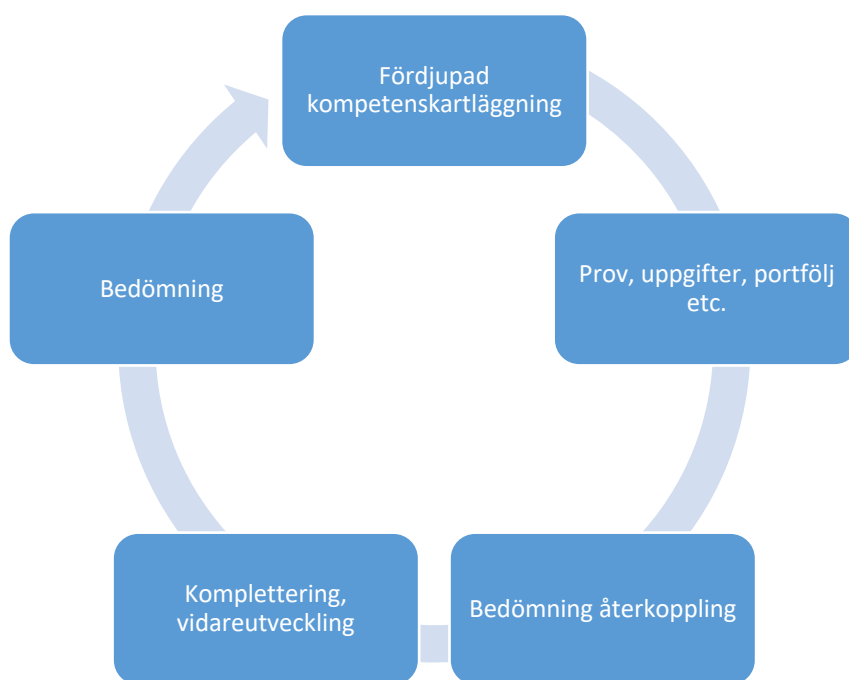 Fördjupad
kompetenskartläggning
Prov, uppgifter, portfölj
etc.
Bedömning återkoppling
Komplettering,
vidareutveckling
Bedömning